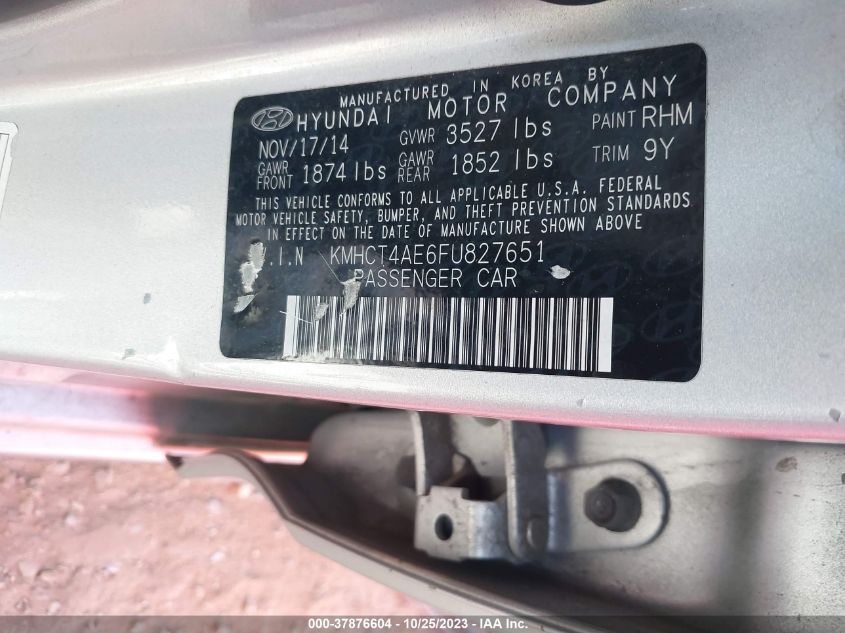 MANUFACTURED IN KOREA BY
HYUNDAI MOTOR COMPANY
NOV/17/14 GVWR 3527 lbs PAINT RHM
GAWR FRONT 1874 lbs GAWR REAR 1852 lbs TRIM 9Y
THIS VEHICLE CONFORMS TO ALL APPLICABLE U.S.A. FEDERAL
MOTOR VEHICLE SAFETY, BUMPER, AND THEFT PREVENTION STANDARDS
IN EFFECT ON THE DATE OF MANUFACTURE SHOWN ABOVE
.I.N KMHCT4AE6FU827651
PASSENGER CAR
000-37876604 - 10/25/2023 - IAA Inc.